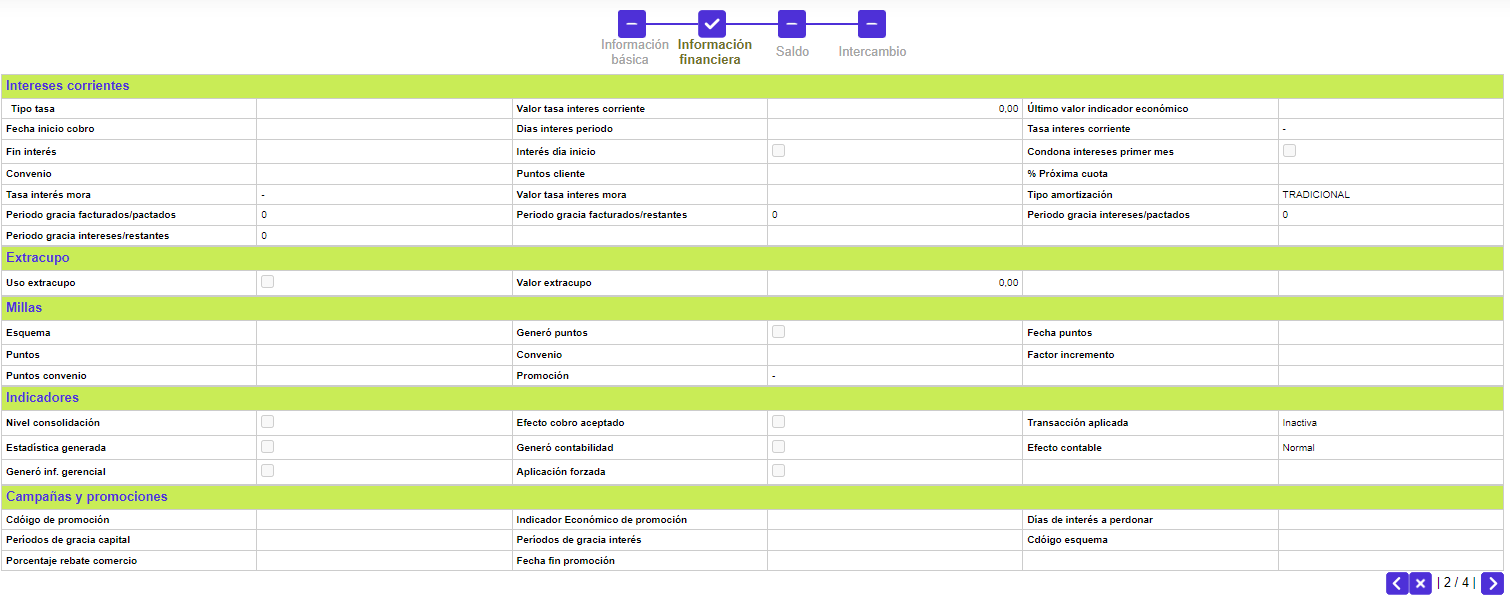 Información básica
Información financiera
Saldo
Intercambio
Intereses corrientes
Tipo tasa Valor tasa interes corriente 0,00 Último valor indicador económico
Fecha inicio cobro Dias interes periodo Tasa interes corriente -
Fin interés Interés día inicio Condona intereses primer mes
Convenio Puntos cliente % Próxima cuota
Tasa interés mora - Valor tasa interes mora Tipo amortización TRADICIONAL
Periodo gracia facturados/pactados 0 Periodo gracia facturados/restantes 0 Periodo gracia intereses/pactados 0
Periodo gracia intereses/restantes 0
Extracupo
Uso extracupo Valor extracupo 0,00
Millas
Esquema Generó puntos Fecha puntos
Puntos Convenio Factor incremento
Puntos convenio Promoción -
Indicadores
Nivel consolidación Efecto cobro aceptado Transacción aplicada Inactiva
Estadística generada Generó contabilidad Efecto contable Normal
Generó inf. gerencial Aplicación forzada
Campañas y promociones
Cdóigo de promoción Indicador Económico de promoción Días de interés a perdonar
Períodos de gracia capital Períodos de gracia interés Cdóigo esquema
Porcentaje rebate comercio Fecha fin promoción
| 2 / 4 |